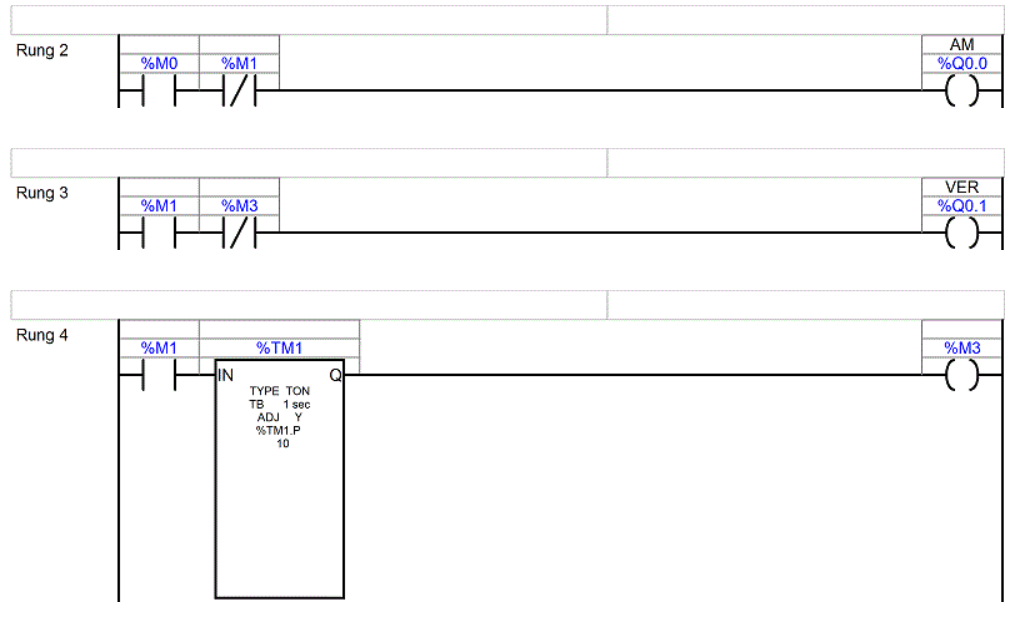 Rung 2
AM
%M0 %M1 %Q0.0
Rung 3
VER
%M1 %M3 %Q0.1
Rung 4
%M1 %TM1 %M3
IN Q
TYPE TON
TB 1 sec
ADJ Y
%TM1.P
10